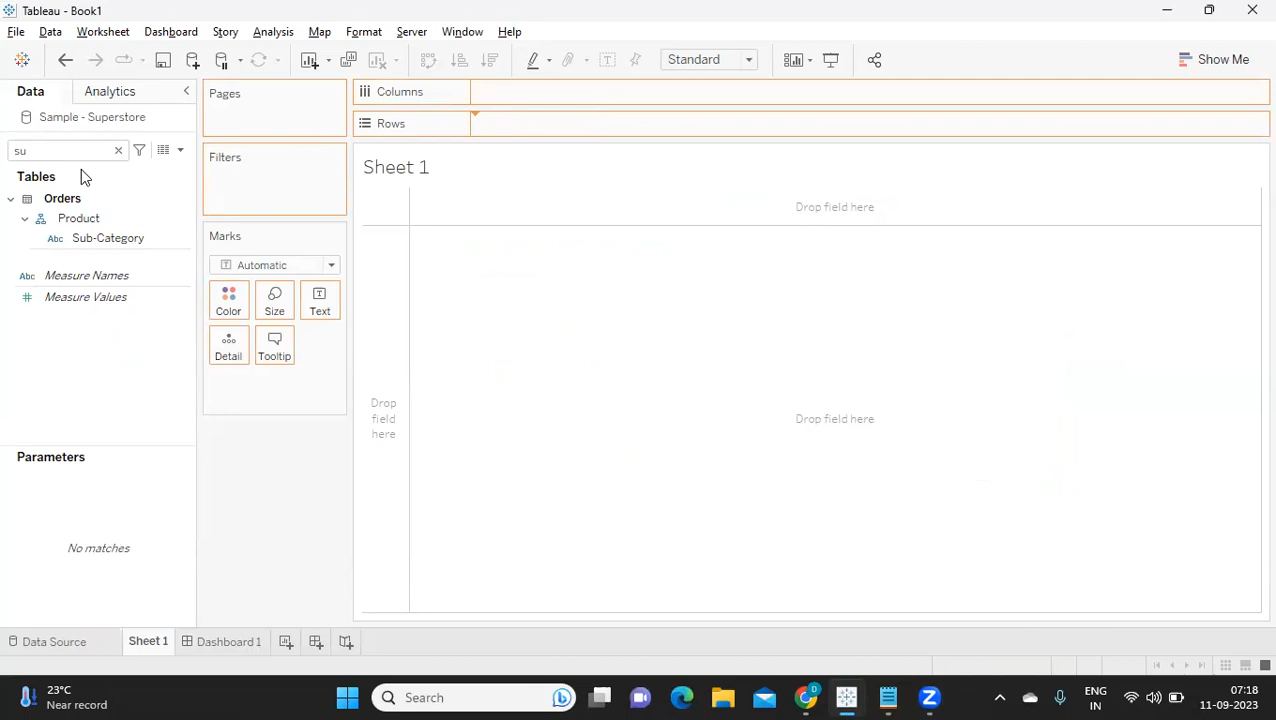 Tableau - Book1
File Data Worksheet Dashboard Story Analysis Map Format Server Window Help
Standard
Show Me
Data Analytics
Sample - Superstore
su
Tables
Orders
Product
Abc Sub-Category
Abc Measure Names
# Measure Values
Parameters
No matches
Pages
Filters
Marks
Automatic
Color Size Text
Detail Tooltip
Columns
Rows
Sheet 1
Drop field here
Drop
field
here
Drop field here
Data Source Sheet 1 Dashboard 1
23°C
Near record
Search
ENG
IN
07:18
11-09-2023